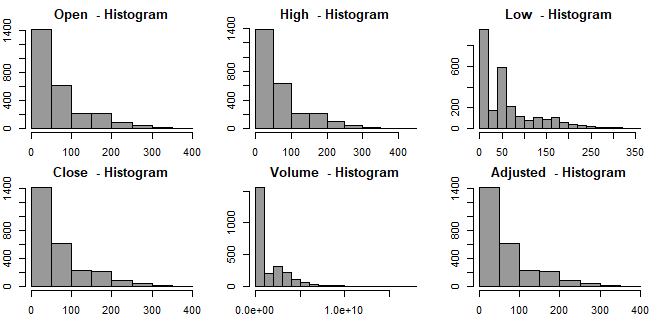 Open - Histogram
High - Histogram
Low - Histogram
1400
800
400
0
0 100 200 300 400
1400
800
400
0
0 100 200 300 400
600
200
0
0 50 150 250 350
Close - Histogram
Volume - Histogram
Adjusted - Histogram
1400
800
400
0
0 100 200 300 400
1000
500
0
0.0e+00 1.0e+10
1400
800
400
0
0 100 200 300 400